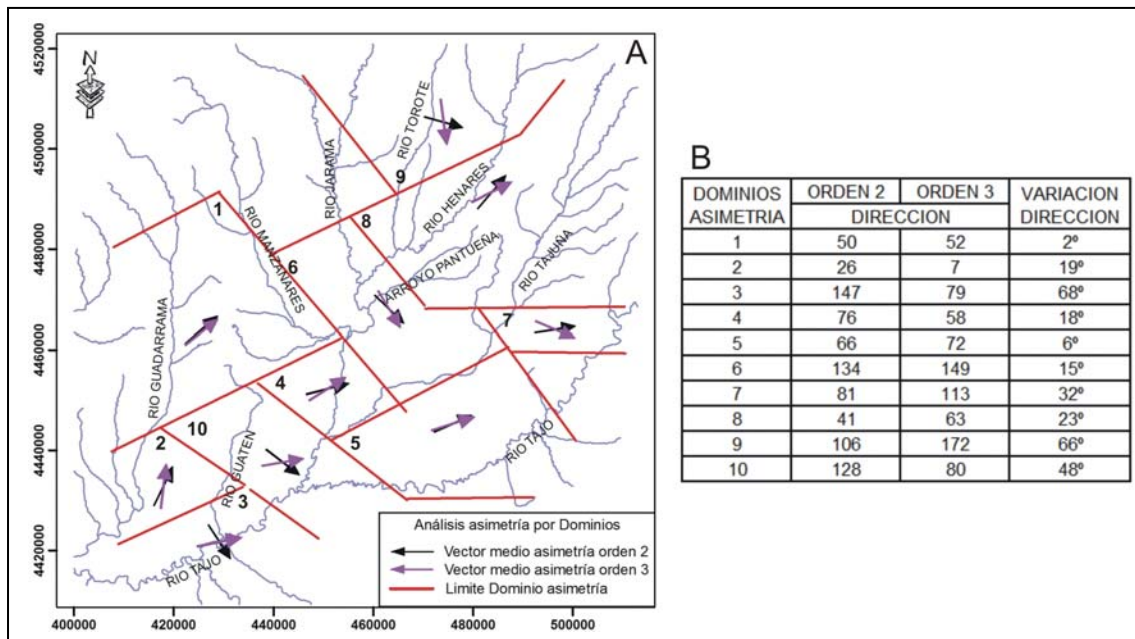 A
N
4520000
4500000
4480000
4460000
4440000
4420000
400000 420000 440000 460000 480000 500000
RIO TOROTE
RIO JARAMA
RIO HENARES
RIO MANZANARES
ARROYO PANTUEÑA
RIO TAJUÑA
RIO GUADARRAMA
RIO GUATEN
RIO TAJO
RIO TAJO
1
2
3
4
5
6
7
8
9
10
Análisis asimetría por Dominios
Vector medio asimetría orden 2
Vector medio asimetría orden 3
Limite Dominio asimetría
B
DOMINIOS ASIMETRIA ORDEN 2 ORDEN 3 VARIACION DIRECCION
DIRECCION
1 50 52 2º
2 26 7 19º
3 147 79 68º
4 76 58 18º
5 66 72 6º
6 134 149 15º
7 81 113 32º
8 41 63 23º
9 106 172 66º
10 128 80 48º